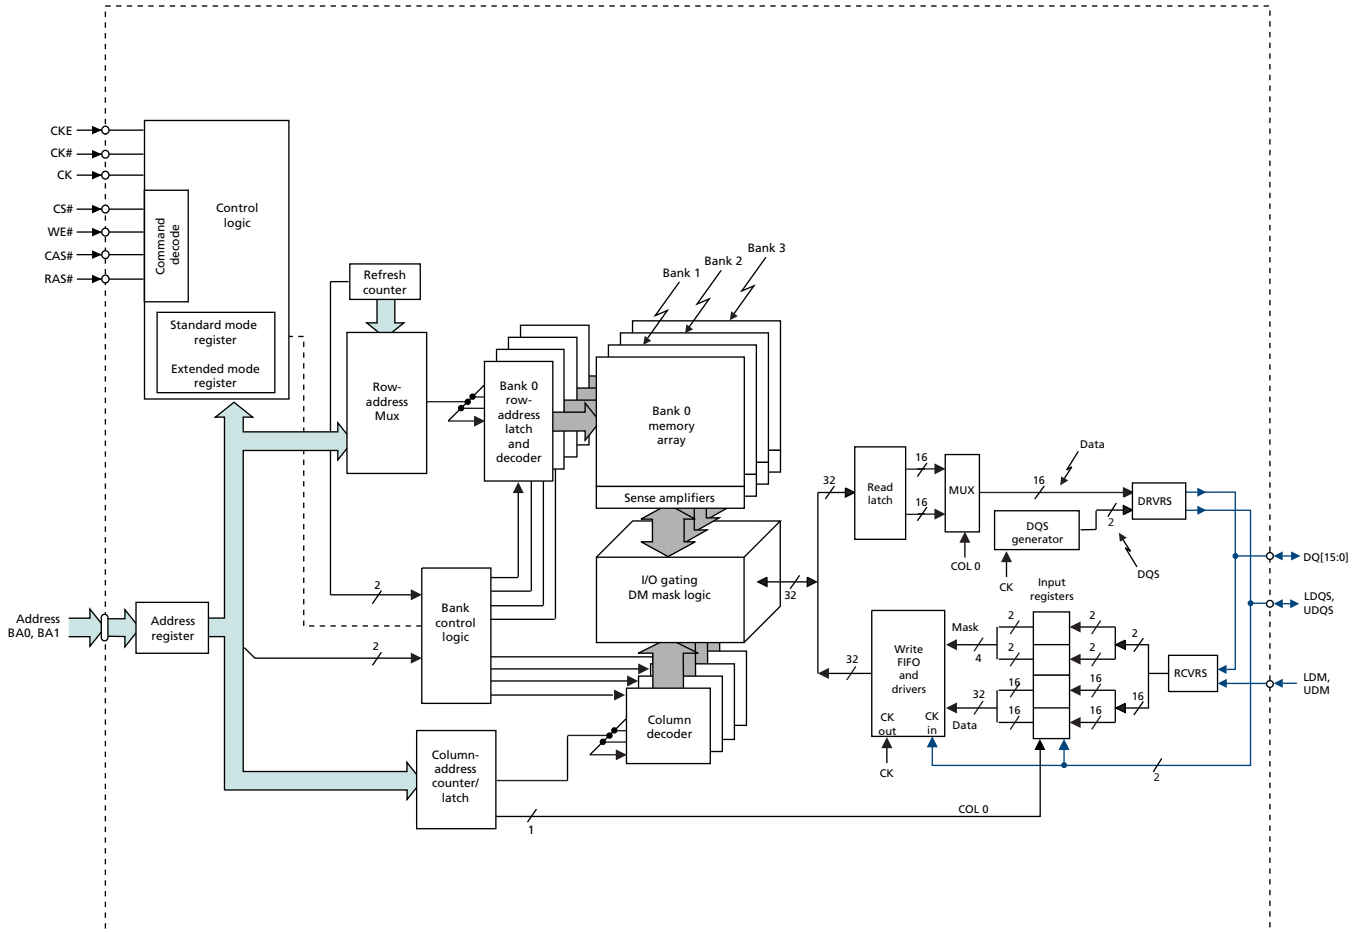 CKE
CK#
CK
CS#
WE#
CAS#
RAS#
Control
logic
Command
decode
Standard mode
register
Extended mode
register
Refresh
counter
Row-
address
Mux
Bank 0
row-
address
latch
and
decoder
Bank 1
Bank 2
Bank 3
Bank 0
memory
array
Sense amplifiers
I/O gating
DM mask logic
32
32
32
Read
latch
16
16
MUX
COL 0
16
Data
DQS
generator
CK
2
DQS
DRVRS
DQ[15:0]
LDQS,
UDQS
LDM,
UDM
RCVRS
Input
registers
2
2
2
2
2
16
16
16
16
16
Mask
4
32
Data
Write
FIFO
and
drivers
CK
out
CK
in
CK
2
Address
BA0, BA1
Address
register
2
2
Bank
control
logic
Column
decoder
Column-
address
counter/
latch
1
COL 0